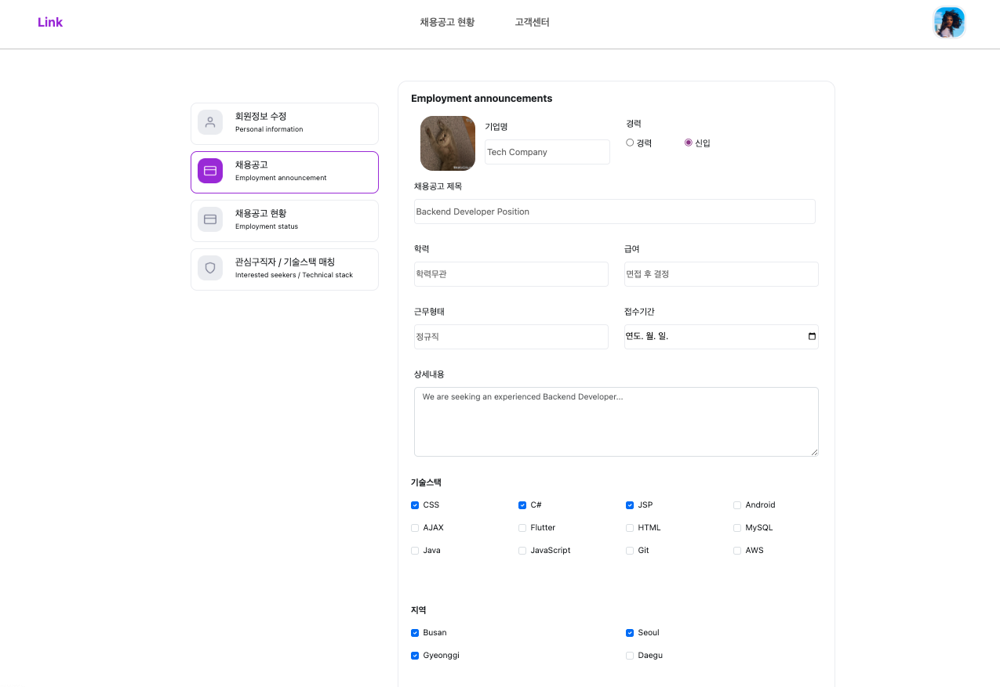 Link
채용공고 현황
고객센터
회원정보 수정
Personal information
채용공고
Employment announcement
채용공고 현황
Employment status
관심구직자 / 기술스택 매칭
Interested seekers / Technical stack
Employment announcements
기업명
Tech Company
경력
경력
신입
채용공고 제목
Backend Developer Position
학력
급여
학력무관
면접 후 결정
근무형태
접수기간
정규직
연도. 월. 일.
상세내용
We are seeking an experienced Backend Developer...
기술스택
CSS
C#
JSP
Android
AJAX
Flutter
HTML
MySQL
Java
JavaScript
Git
AWS
지역
Busan
Seoul
Gyeonggi
Daegu